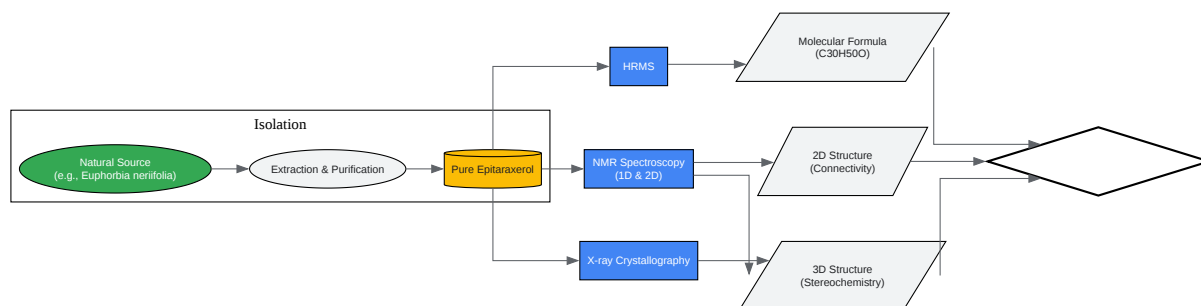 Isolation
Natural Source
(e.g., Euphorbia neriifolia)
Extraction & Purification
Pure Epitaraxerol
HRMS
NMR Spectroscopy
(1D & 2D)
X-ray Crystallography
Molecular Formula
(C30H50O)
2D Structure
(Connectivity)
3D Structure
(Stereochemistry)